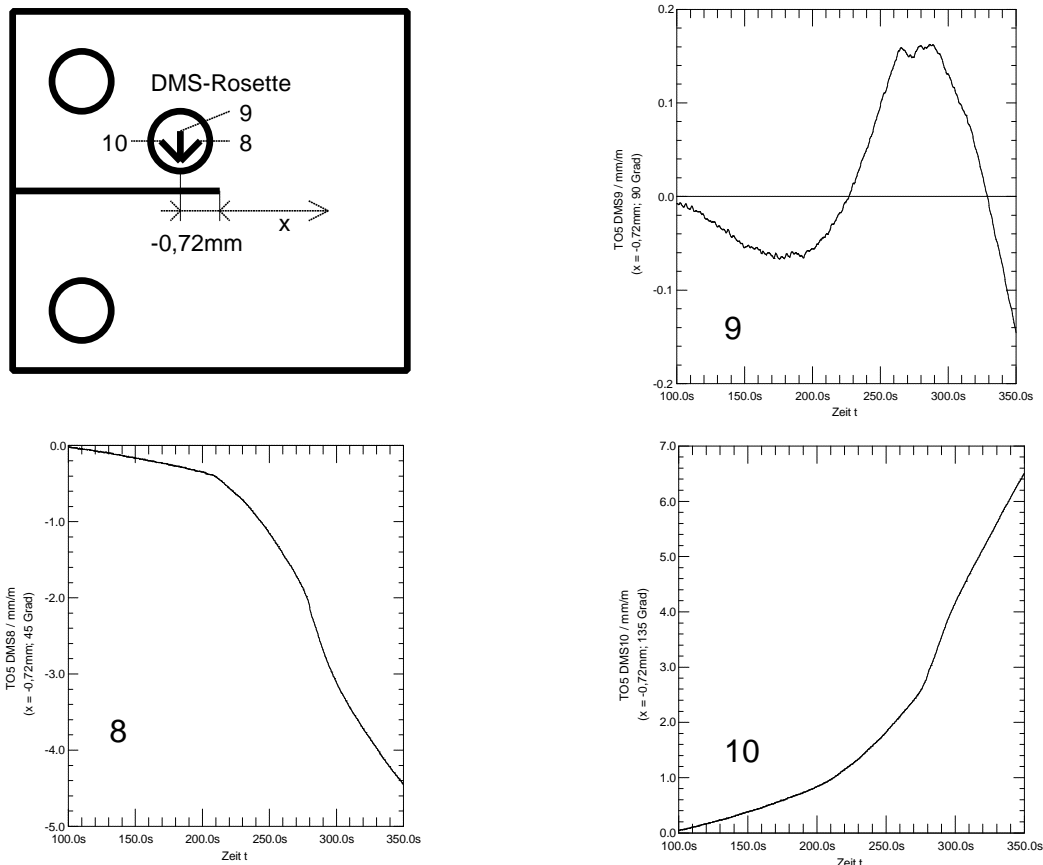 DMS-Rosette
9
10
8
x
-0,72mm
0.2
0.1
0.0
-0.1
-0.2
TO5 DMS9 / mm/m
(x = -0,72mm; 90 Grad)
9
100.0s 150.0s 200.0s 250.0s 300.0s 350.0s
Zeit t
0.0
-1.0
-2.0
-3.0
-4.0
-5.0
TO5 DMS8 / mm/m
(x = -0,72mm; 45 Grad)
8
100.0s 150.0s 200.0s 250.0s 300.0s 350.0s
Zeit t
7.0
6.0
5.0
4.0
3.0
2.0
1.0
0.0
TO5 DMS10 / mm/m
(x = -0,72mm; 135 Grad)
10
100.0s 150.0s 200.0s 250.0s 300.0s 350.0s
Zeit t